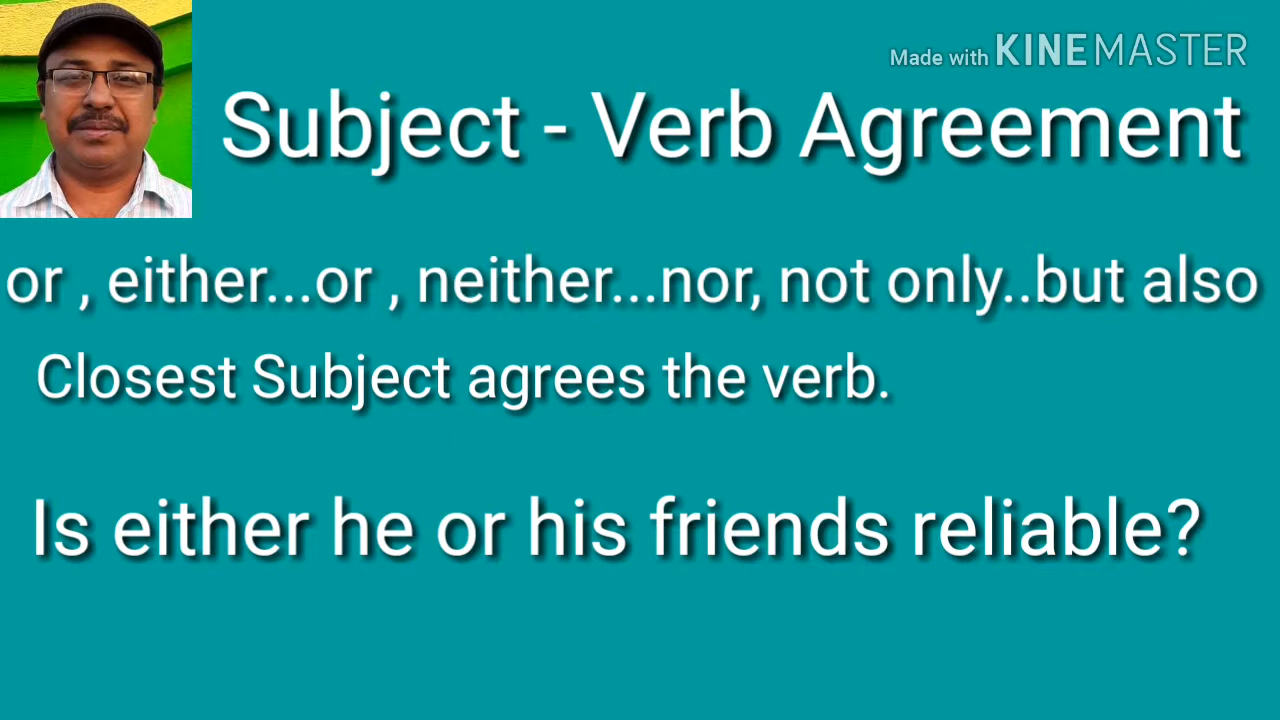 Made with KINEMASTER
Subject - Verb Agreement
or , either...or , neither...nor, not only..but also
Closest Subject agrees the verb.
Is either he or his friends reliable?